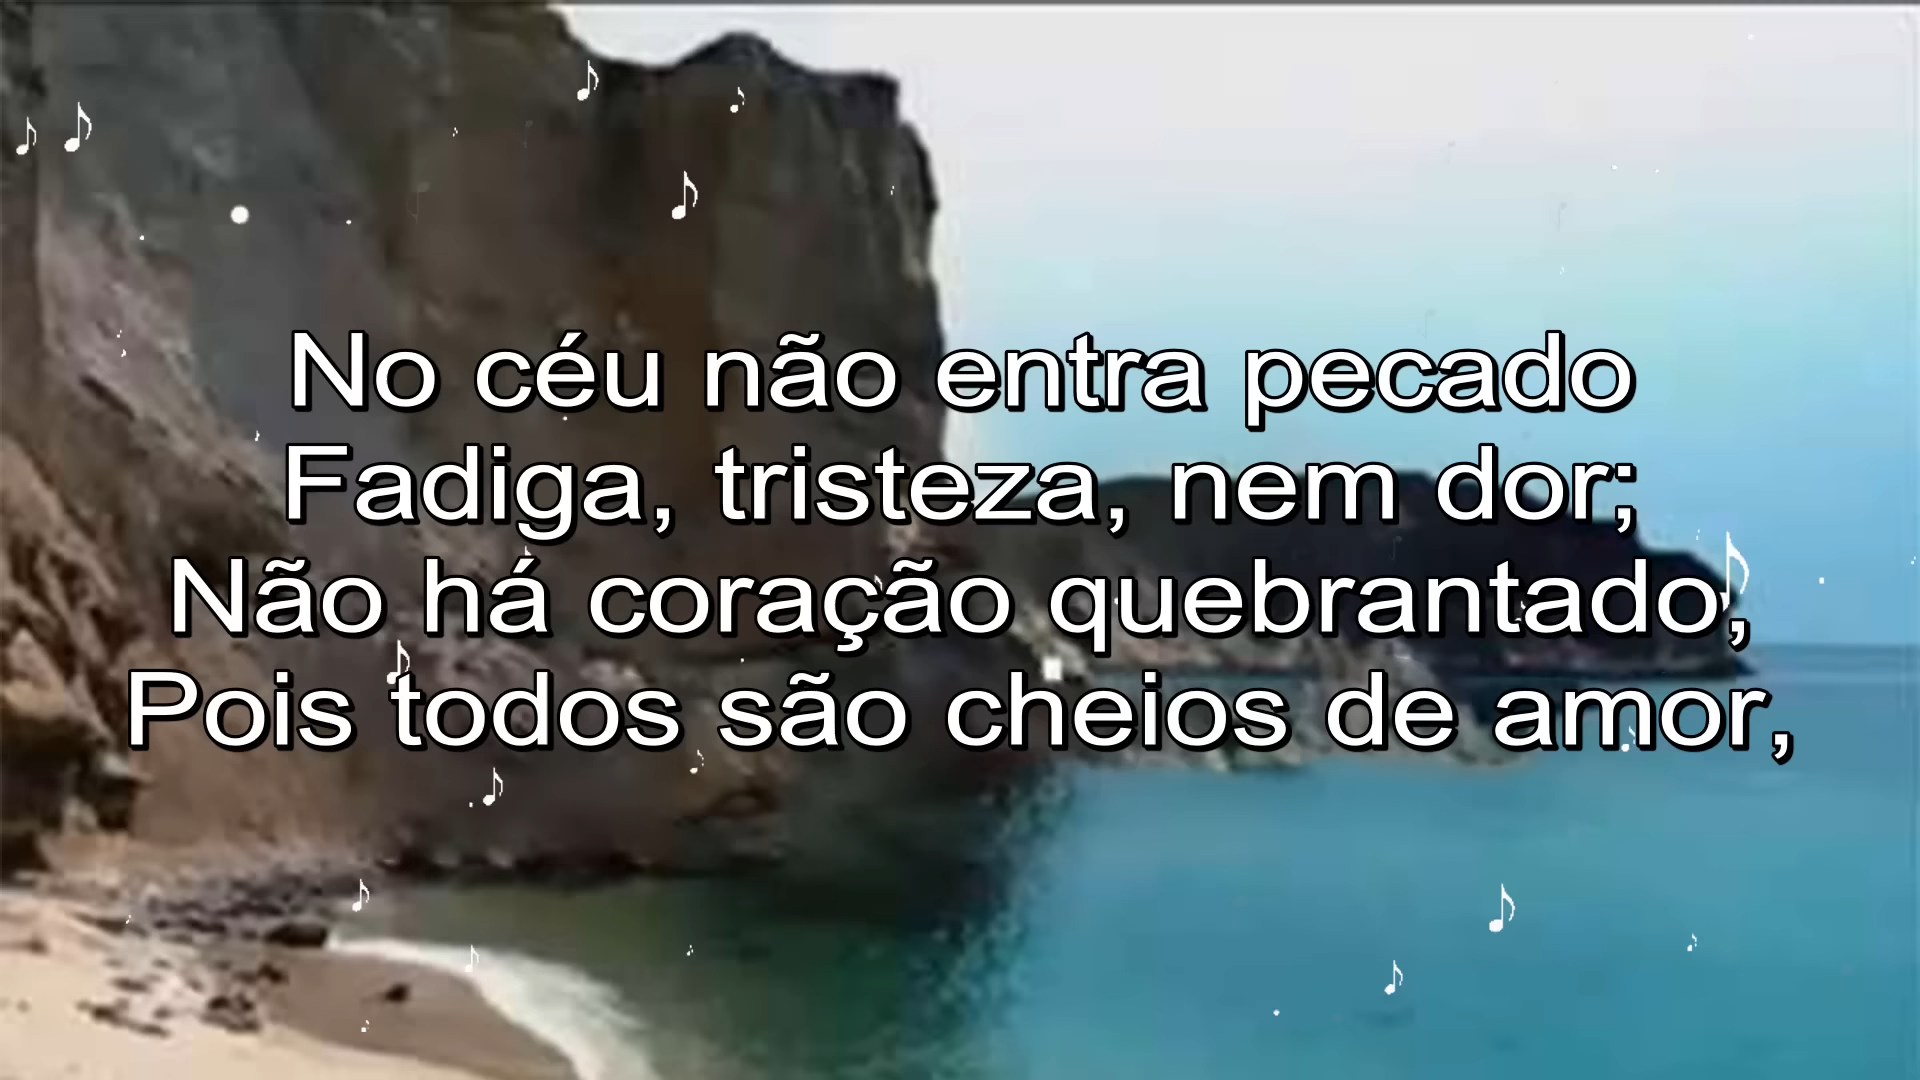 No céu não entra pecado
Fadiga, tristeza, nem dor;
Não há coração quebrantado,
Pois todos são cheios de amor,